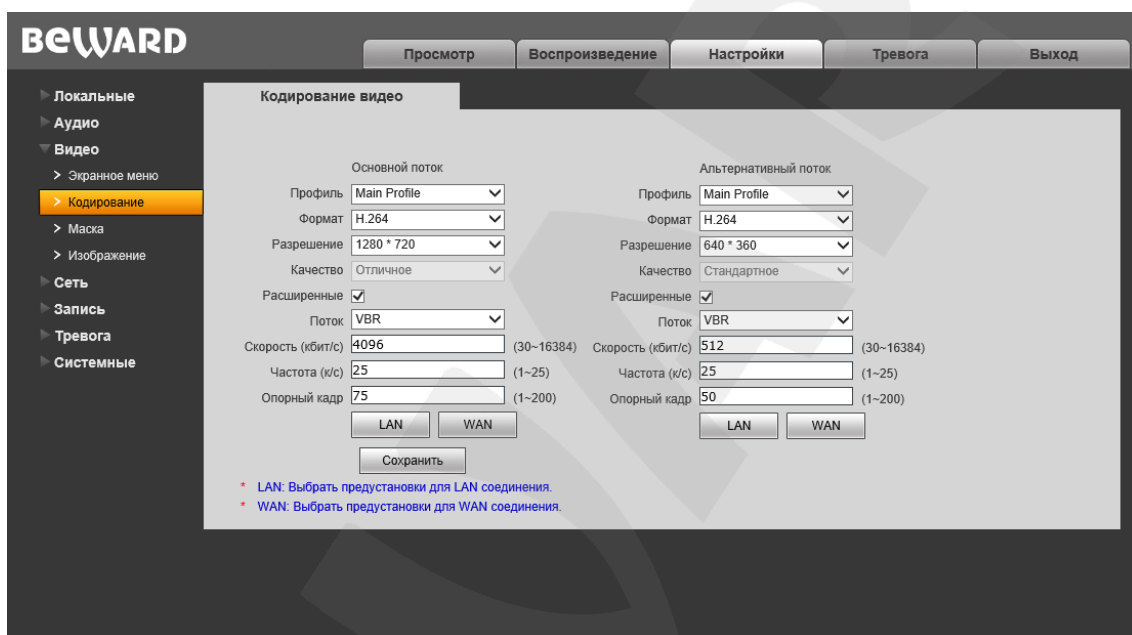 BEWARD
Просмотр Воспроизведение Настройки Тревога Выход
Локальные
Аудио
Видео
> Экранное меню
> Кодирование
> Маска
> Изображение
Сеть
Запись
Тревога
Системные
Кодирование видео
Основной поток
Профиль Main Profile
Формат H.264
Разрешение 1280 * 720
Качество Отличное
Расширенные
Поток VBR
Скорость (кбит/с) 4096 (30~16384)
Частота (к/с) 25 (1~25)
Опорный кадр 75 (1~200)
LAN WAN
Альтернативный поток
Профиль Main Profile
Формат H.264
Разрешение 640 * 360
Качество Стандартное
Расширенные
Поток VBR
Скорость (кбит/с) 512 (30~16384)
Частота (к/с) 25 (1~25)
Опорный кадр 50 (1~200)
LAN WAN
Сохранить
* LAN: Выбрать предустановки для LAN соединения.
* WAN: Выбрать предустановки для WAN соединения.